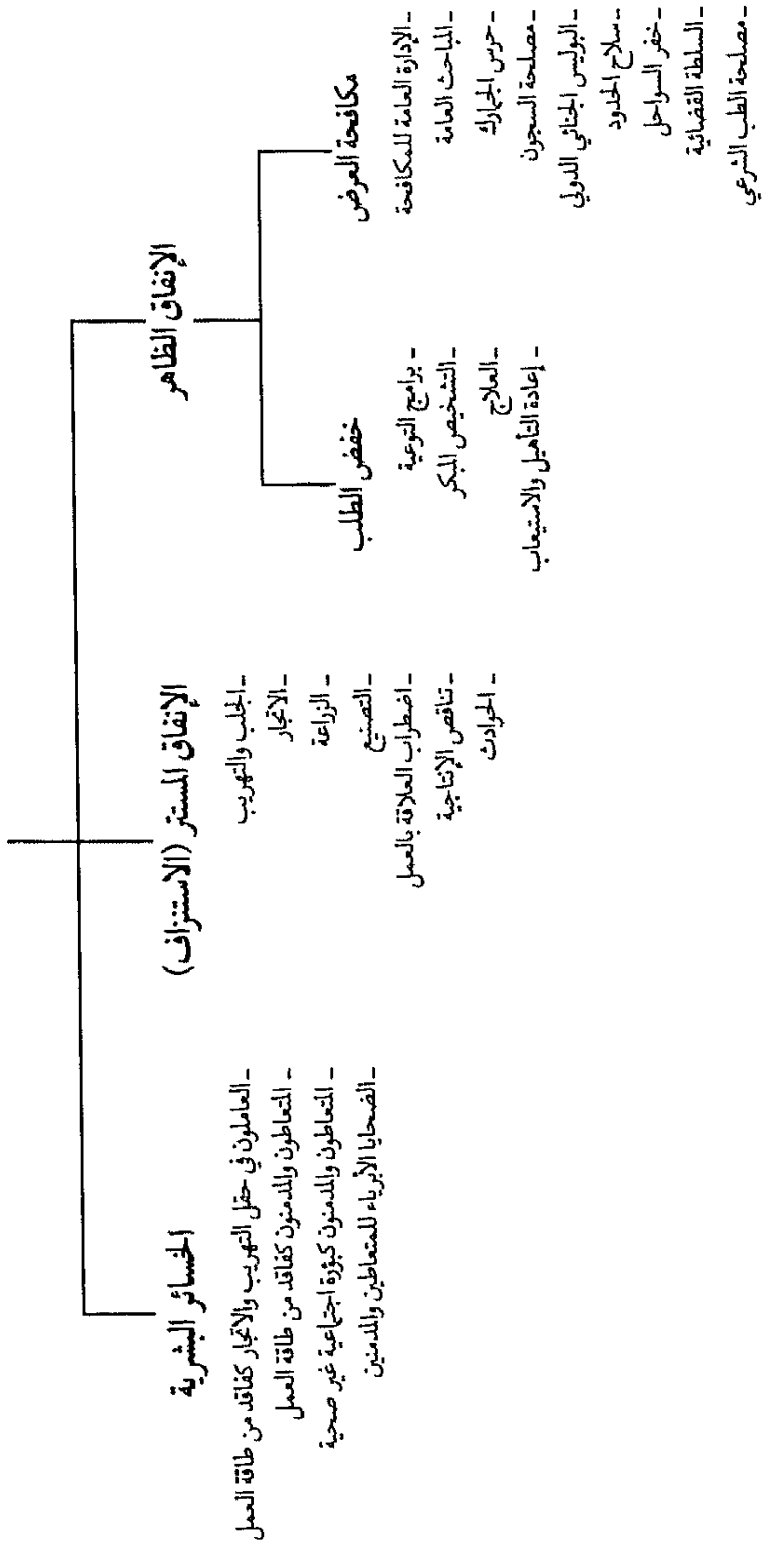 الإنفاق الظاهر
مكافحة العرض
ـ الإدارة العامة للمكافحة
ـ المباحث العامة
ـ حرس الجمارك
ـ مصلحة السجون
ـ البوليس الجنائي الدولي
ـ سلاح الحدود
ـ خفر السواحل
ـ السلطة القضائية
ـ مصلحة الطب الشرعي
خفض الطلب
ـ برامج التوعية
ـ التشخيص المبكر
ـ العلاج
ـ إعادة التأهيل والاستيعاب
الإنفاق المستتر (الاستنزاف)
ـ الجلب والتهريب
ـ الاتجار
ـ الزراعة
ـ التصنيع
ـ اضطراب العلاقة بالعمل
ـ تناقص الإنتاجية
ـ الحوادث
الخسائر البشرية
ـ العاملون في حقل التهريب والاتجار كفاقد من طاقة العمل
ـ المتعاطون والمدمنون كفاقد من طاقة العمل
ـ المتعاطون والمدمنون كبؤرة اجتماعية غير صحية
ـ الضحايا الأبرياء للمتعاطين والمدمنين